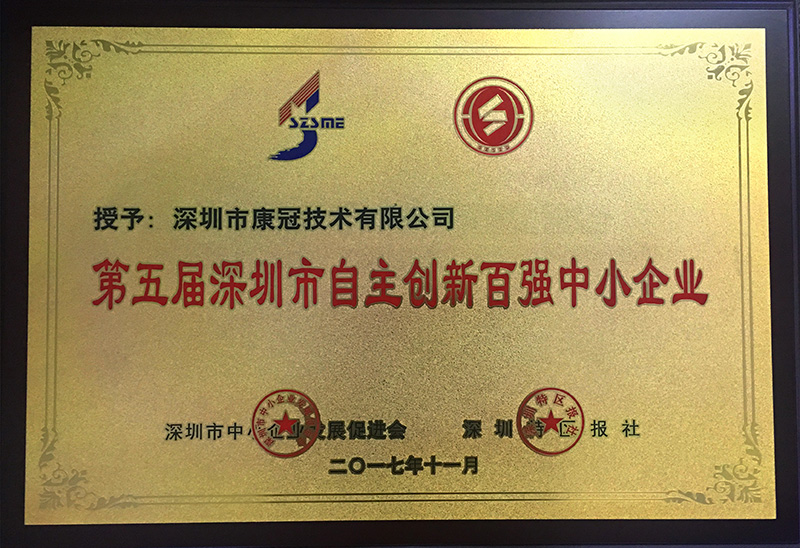 SZSME
授予：深圳市康冠技术有限公司
第五届深圳市自主创新百强中小企业
深圳市中小企业发展促进会 深圳特区报社
二〇一七年十一月